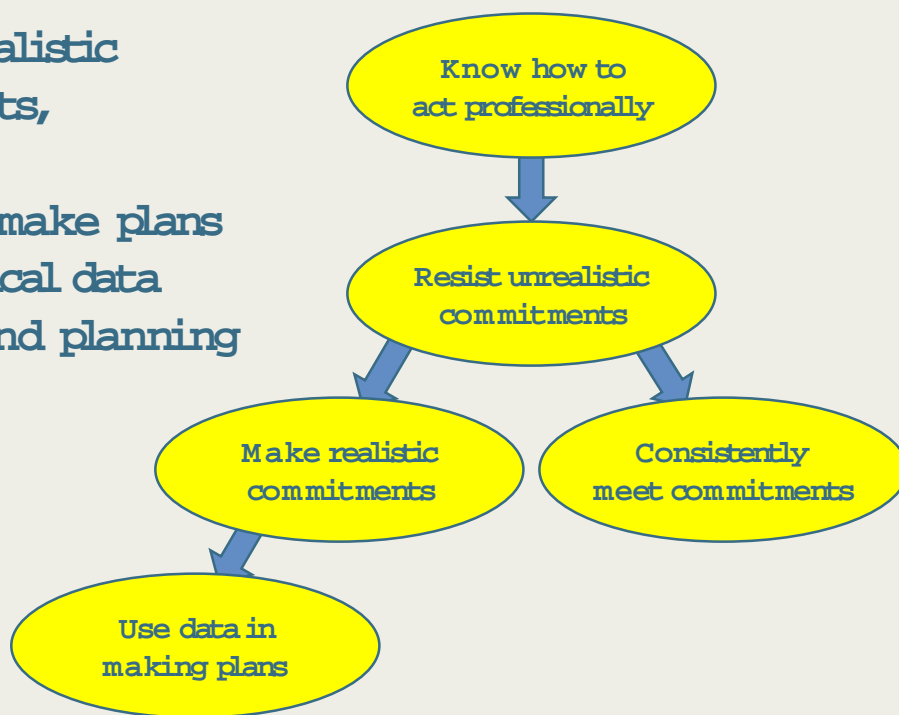 alistic
ts,
make plans
cal data
nd planning
Know how to
act professionally
Resist unrealistic
commitments
Make realistic
commitments
Consistently
meet commitments
Use data in
making plans